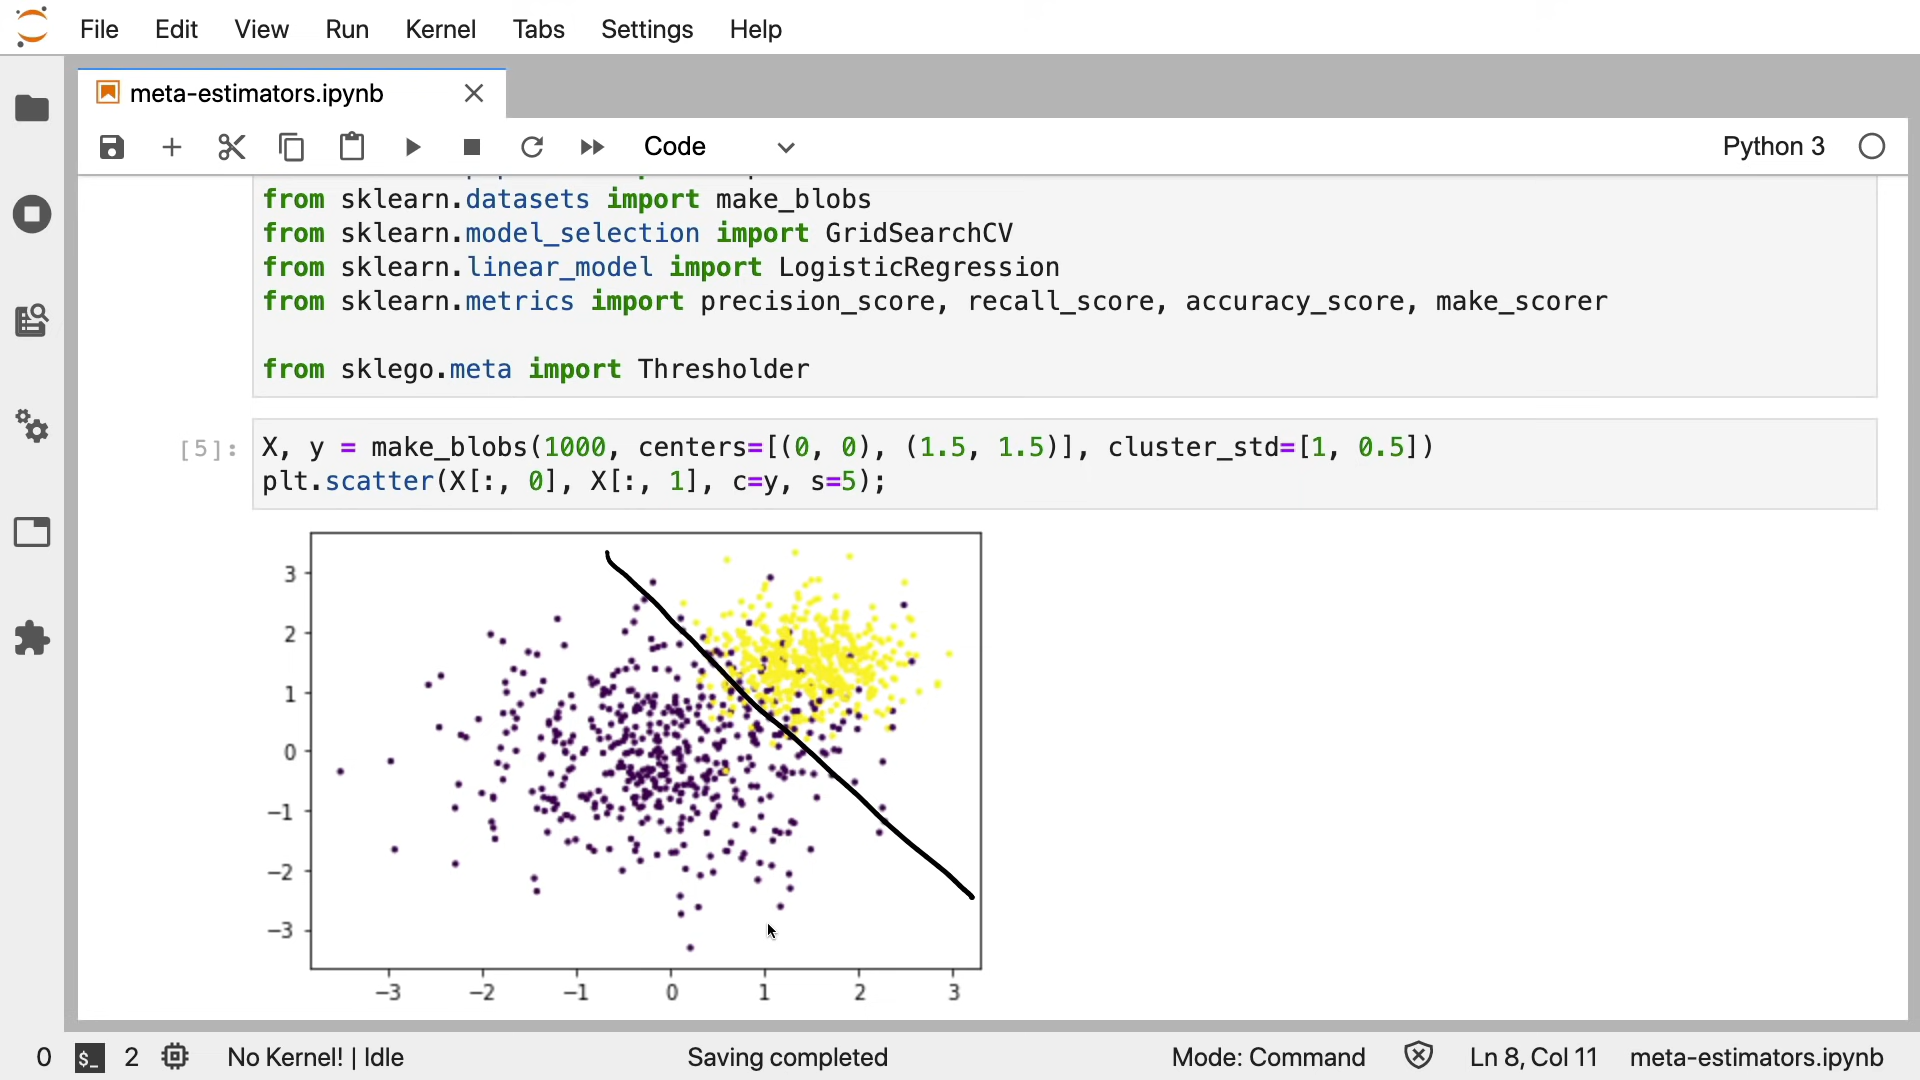 File Edit View Run Kernel Tabs Settings Help
meta-estimators.ipynb
Code Python 3
from sklearn.datasets import make_blobs
from sklearn.model_selection import GridSearchCV
from sklearn.linear_model import LogisticRegression
from sklearn.metrics import precision_score, recall_score, accuracy_score, make_scorer
from sklego.meta import Thresholder
[5]: X, y = make_blobs(1000, centers=[(0, 0), (1.5, 1.5)], cluster_std=[1, 0.5])
plt.scatter(X[:, 0], X[:, 1], c=y, s=5);
3
2
1
0
−1
−2
−3
−3 −2 −1 0 1 2 3
0 $_ 2 No Kernel! | Idle Saving completed Mode: Command Ln 8, Col 11 meta-estimators.ipynb